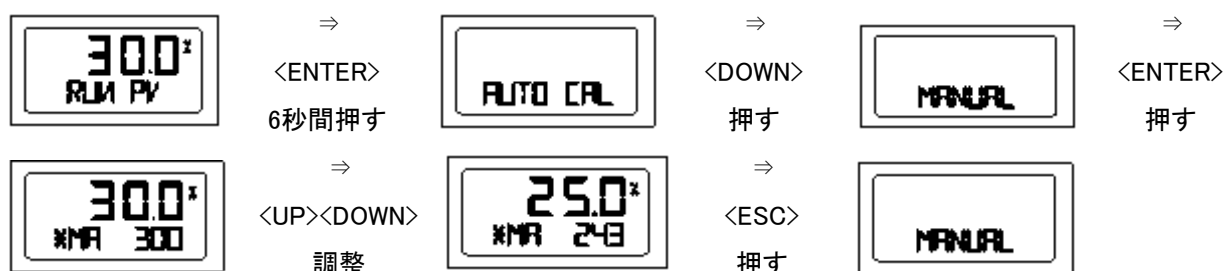 30.0%
RUN PV
⇒
<ENTER>
6秒間押す
AUTO CAL
⇒
<DOWN>
押す
MANUAL
⇒
<ENTER>
押す
30.0%
*MA 300
⇒
<UP><DOWN>
調整
25.0%
*MA 243
⇒
<ESC>
押す
MANUAL